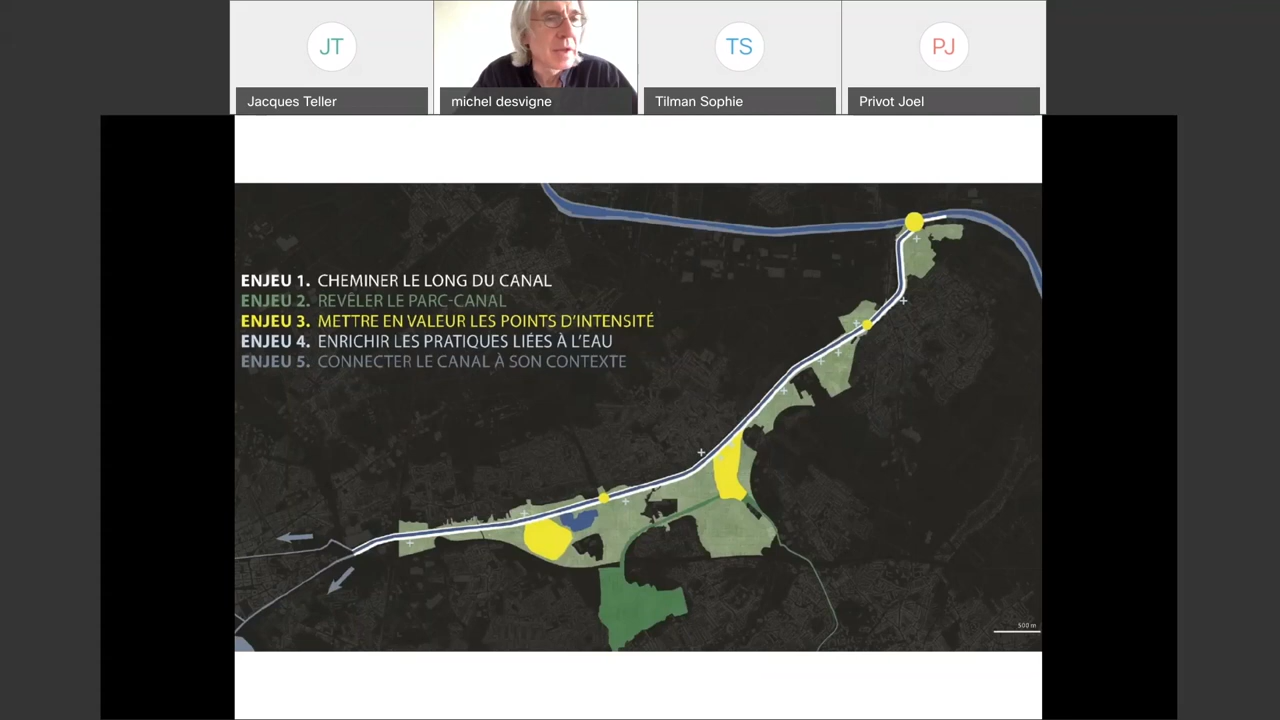 JT
TS
PJ
Jacques Teller
michel desvigne
Tilman Sophie
Privot Joel
ENJEU 1. CHEMINER LE LONG DU CANAL
ENJEU 2. REVÉLER LE PARC-CANAL
ENJEU 3. METTRE EN VALEUR LES POINTS D'INTENSITÉ
ENJEU 4. ENRICHIR LES PRATIQUES LIÉES À L'EAU
ENJEU 5. CONNECTER LE CANAL À SON CONTEXTE
500 m